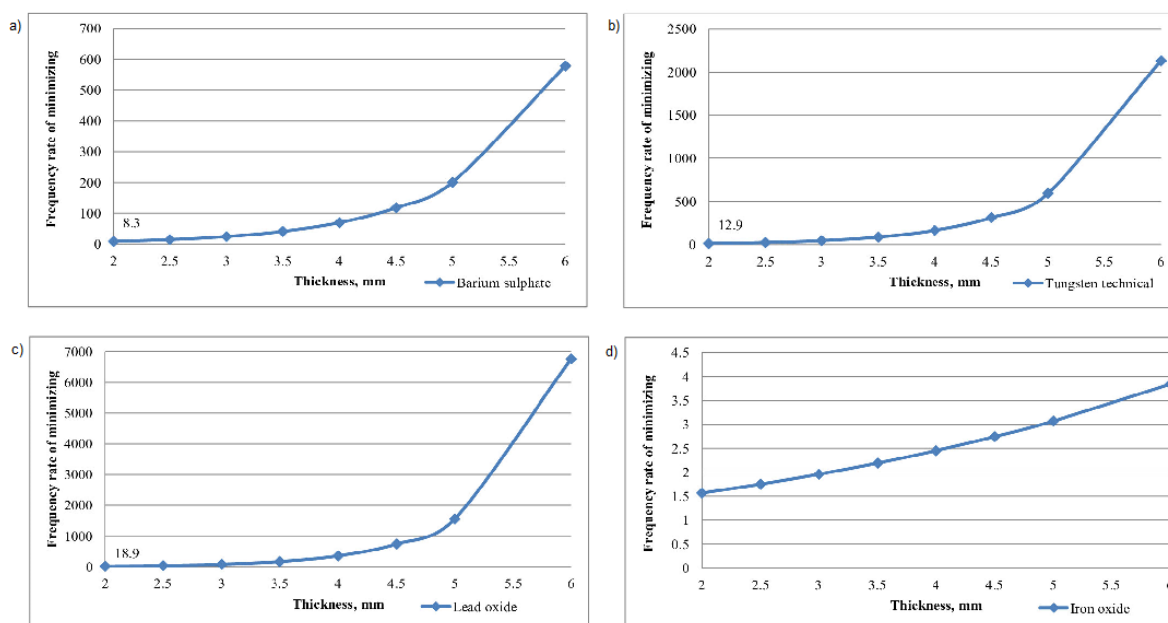 a)
Frequency rate of minimizing
700
600
500
400
300
200
100
0
8.3
2 2.5 3 3.5 4 4.5 5 5.5 6
Thickness, mm
Barium sulphate
b)
Frequency rate of minimizing
2500
2000
1500
1000
500
0
12.9
2 2.5 3 3.5 4 4.5 5 5.5 6
Thickness, mm
Tungsten technical
c)
Frequency rate of minimizing
7000
6000
5000
4000
3000
2000
1000
0
18.9
2 2.5 3 3.5 4 4.5 5 5.5 6
Thickness, mm
Lead oxide
d)
Frequency rate of minimizing
4.5
4
3.5
3
2.5
2
1.5
1
0.5
0
2 2.5 3 3.5 4 4.5 5 5.5 6
Thickness, mm
Iron oxide